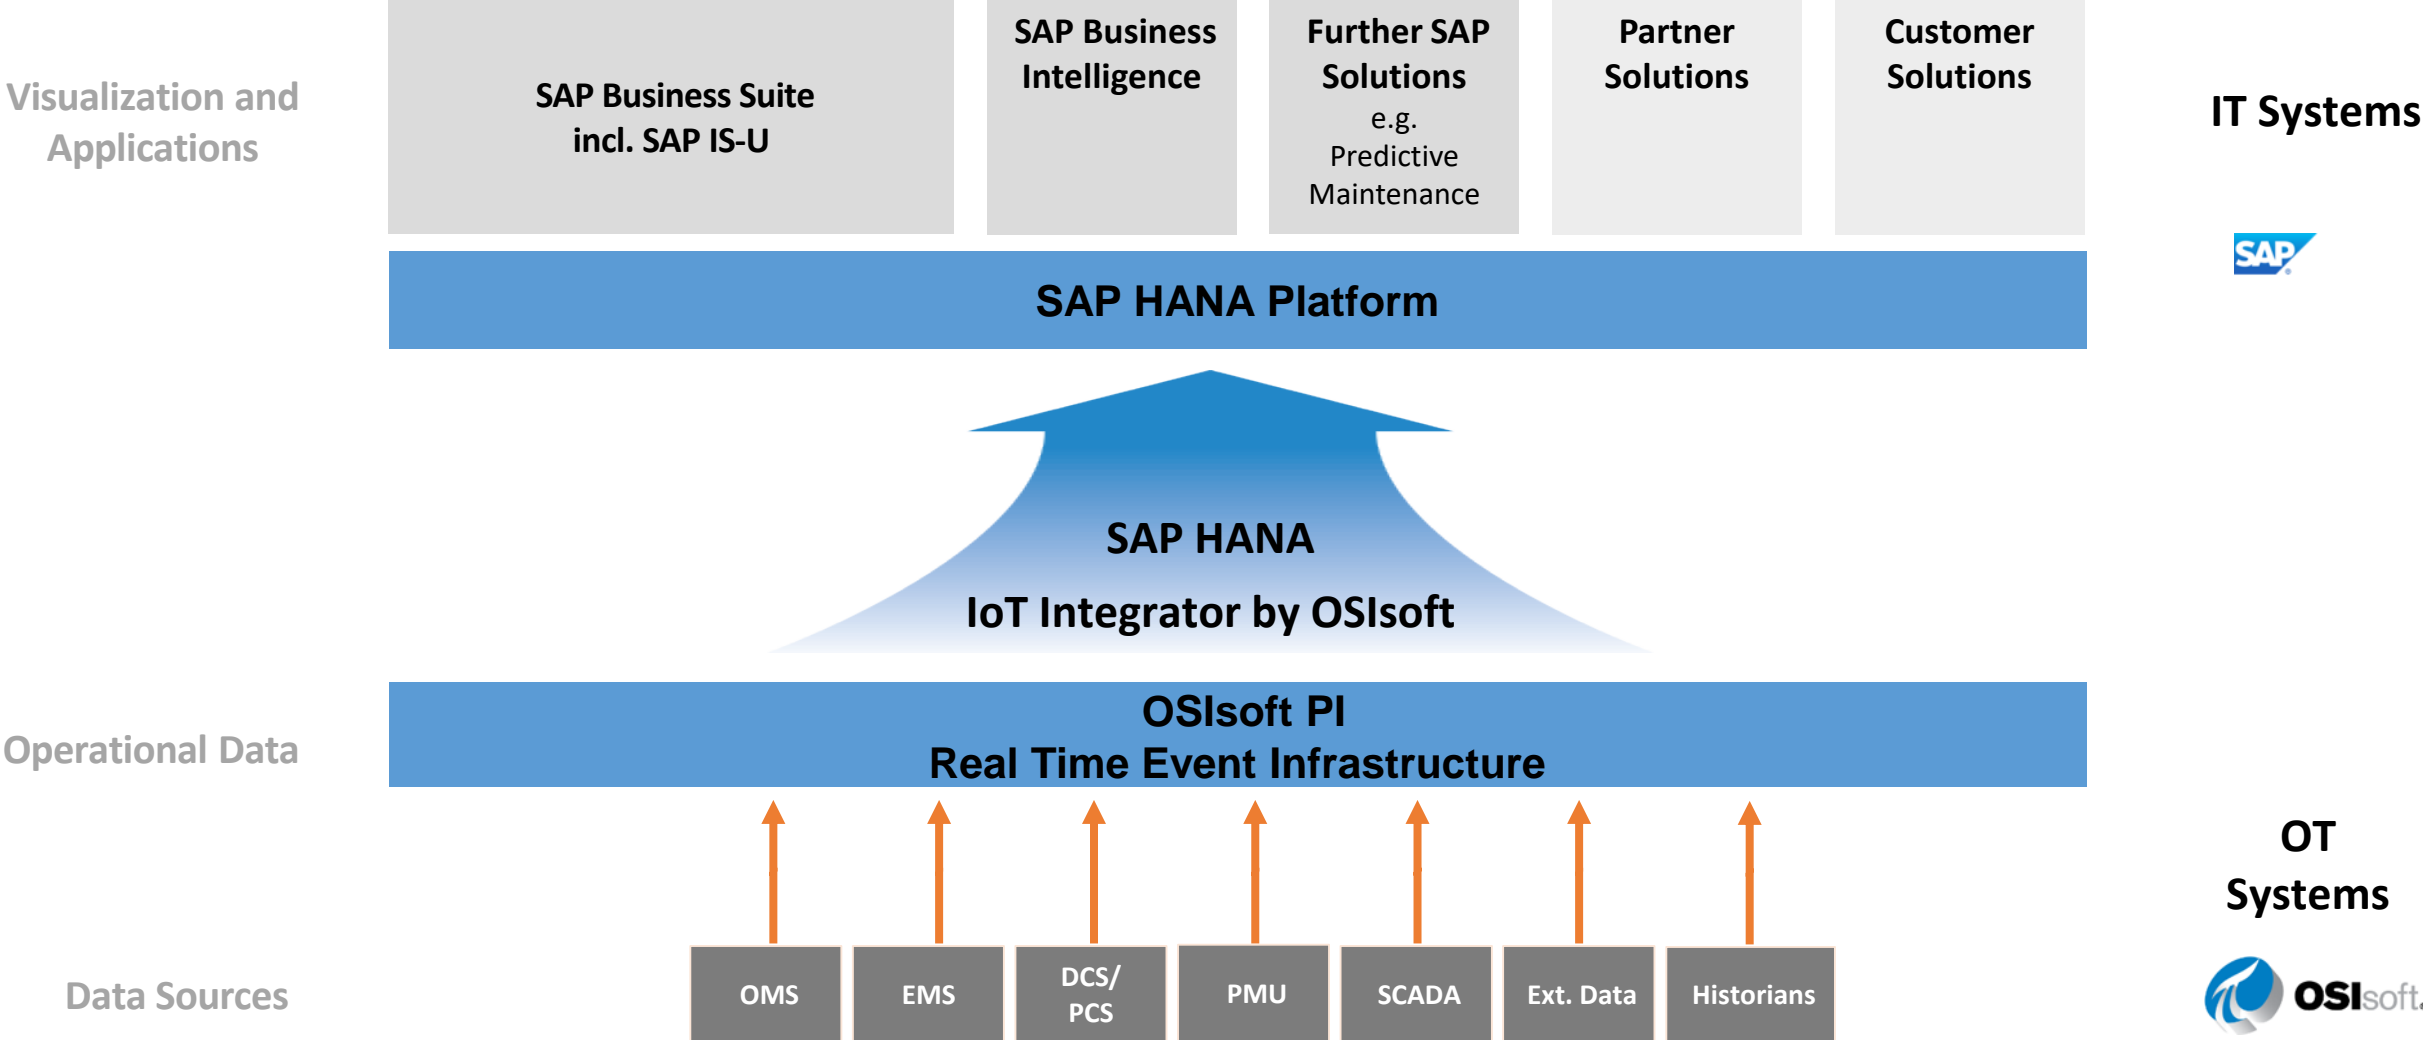 Visualization and
Applications
SAP Business Suite
incl. SAP IS-U
SAP Business
Intelligence
Further SAP
Solutions
e.g.
Predictive
Maintenance
Partner
Solutions
Customer
Solutions
IT Systems
SAP
SAP HANA Platform
SAP HANA
IoT Integrator by OSIsoft
Operational Data
OSIsoft PI
Real Time Event Infrastructure
OT
Systems
Data Sources
OMS
EMS
DCS/
PCS
PMU
SCADA
Ext. Data
Historians
OSIsoft.